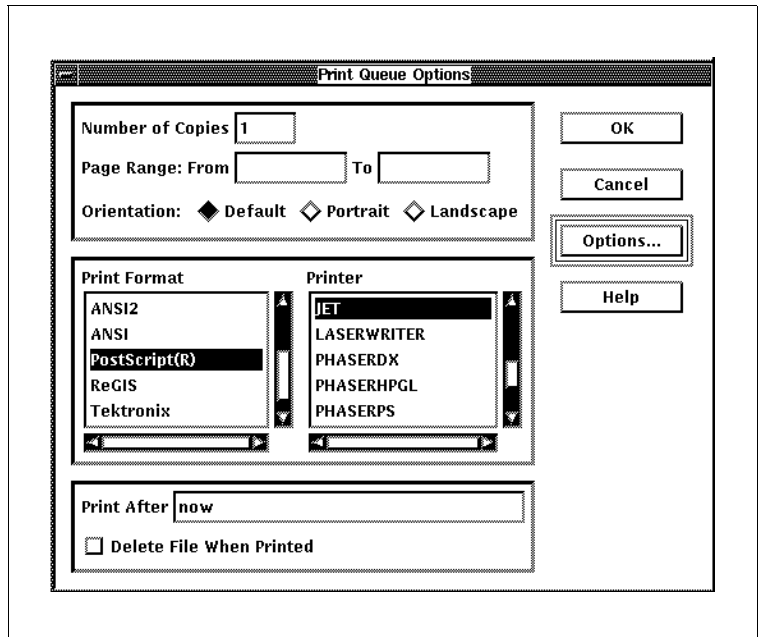 Print Queue Options
Number of Copies 1
Page Range: From To
Orientation: Default Portrait Landscape
OK
Cancel
Options...
Help
Print Format
ANSI2
ANSI
PostScript(R)
ReGIS
Tektronix
Printer
JET
LASERWRITER
PHASERDX
PHASERHPGL
PHASERPS
Print After now
Delete File When Printed